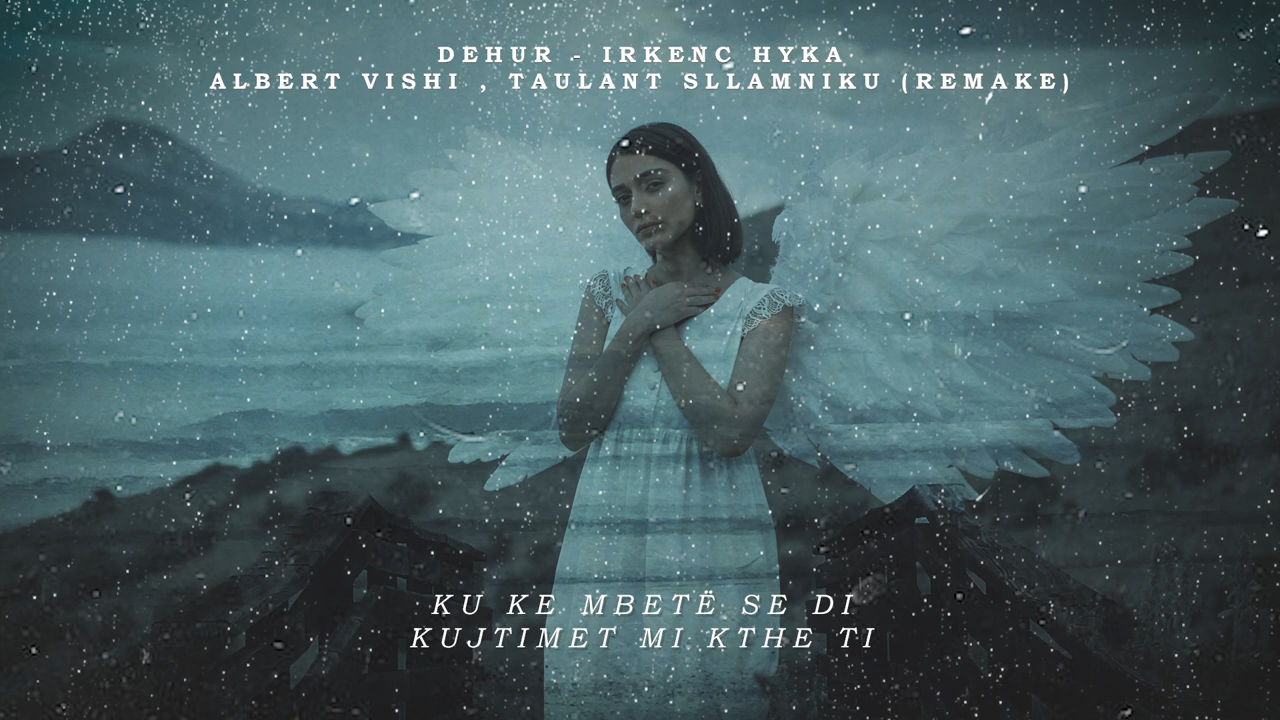 DEHUR - IRKENC HYKA
ALBERT VISHI , TAULANT SLLAMNIKU (REMAKE)
KU KE MBETË SE DI
KUJTIMET MI KTHE TI